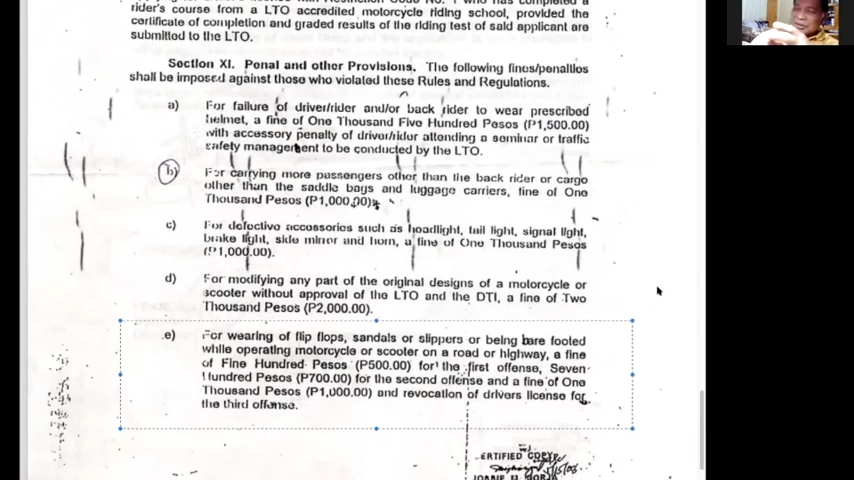 rider's course from a LTO accredited motorcycle riding school, provided the
certificate of completion and graded results of the riding test of said applicant are
submitted to the LTO.
Section XI. Penal and other Provisions. The following fines/penalties
shall be imposed against those who violated these Rules and Regulations.
a) For failure of driver/rider and/or back rider to wear prescribed
helmet, a fine of One Thousand Five Hundred Pesos (P1,500.00)
with accessory penalty of driver/rider attending a seminar or traffic
safety management to be conducted by the LTO.
b) For carrying more passengers other than the back rider or cargo
other than the saddle bags and luggage carriers, fine of One
Thousand Pesos (P1,000.00).
c) For defective accessories such as headlight, tail light, signal light,
brake light, side mirror and horn, a fine of One Thousand Pesos
(P1,000.00).
d) For modifying any part of the original designs of a motorcycle or
scooter without approval of the LTO and the DTI, a fine of Two
Thousand Pesos (P2,000.00).
e) For wearing of flip flops, sandals or slippers or being bare footed
while operating motorcycle or scooter on a road or highway, a fine
of Fine Hundred Pesos (P500.00) for the first offense, Seven
Hundred Pesos (P700.00) for the second offense and a fine of One
Thousand Pesos (P1,000.00) and revocation of drivers license for
the third offense.
ERTIFIED COPY